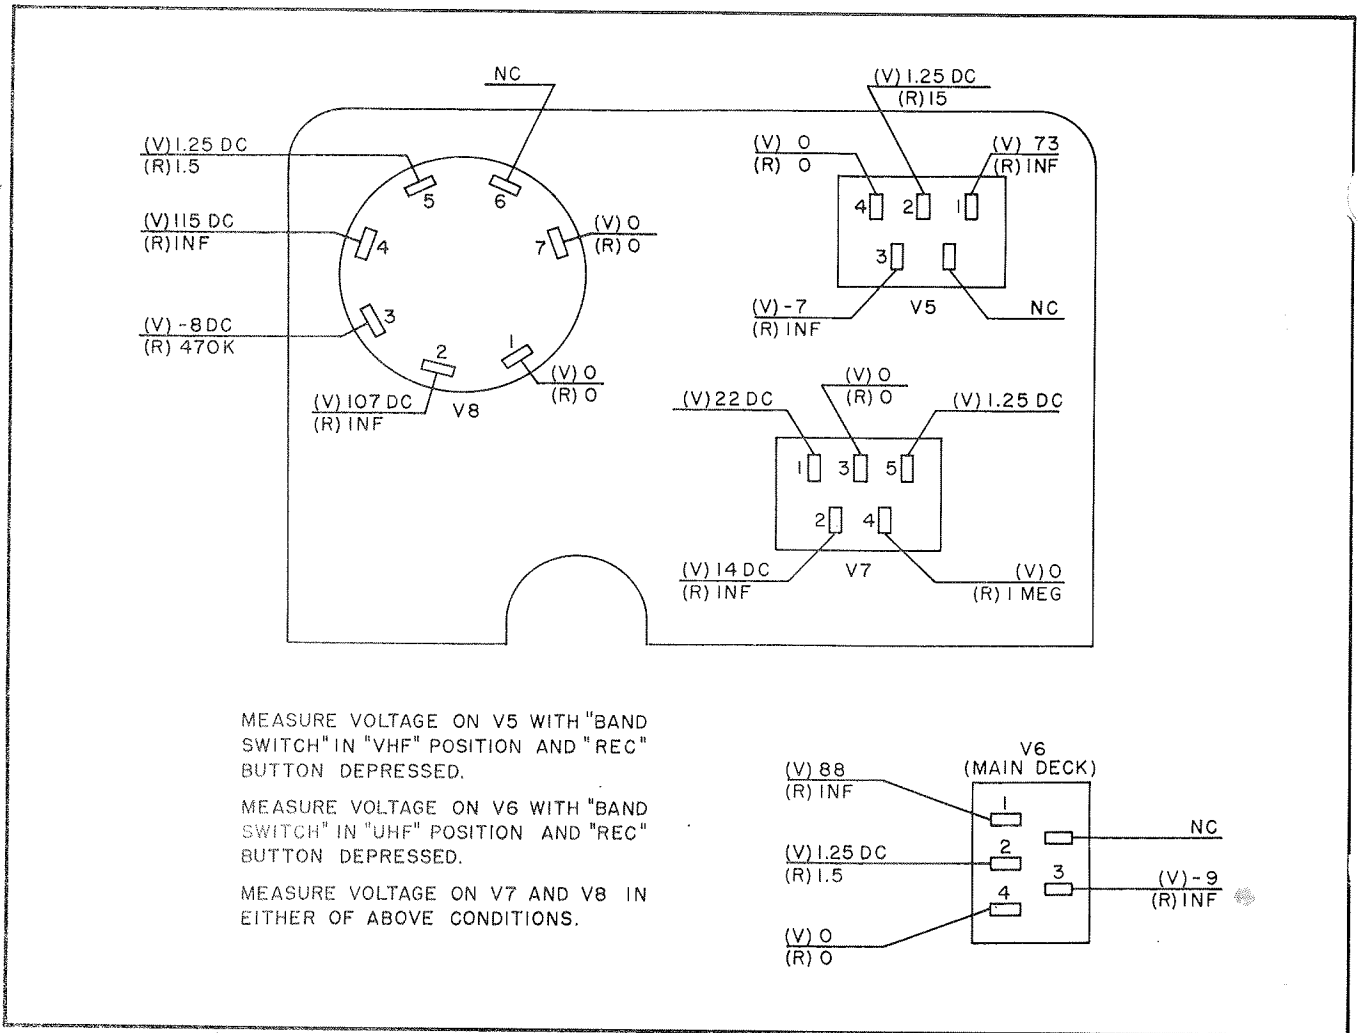 NC
(V) 1.25 DC
(R) 15
(V) 1.25 DC
(R) 1.5
(V) 0
(R) 0
(V) 73
(R) INF
5
6
4 2 1
(V) 115 DC
(R) INF
4
7
(V) 0
(R) 0
3
(V) -7
(R) INF
V5
NC
(V) -8 DC
(R) 470K
3
2
1
(V) 0
(R) 0
(V) 107 DC
(R) INF
V8
(V) 0
(R) 0
(V) 22 DC
(V) 1.25 DC
1 3 5
2 4
(V) 14 DC
(R) INF
V7
(V) 0
(R) 1 MEG
MEASURE VOLTAGE ON V5 WITH "BAND
SWITCH" IN "VHF" POSITION AND "REC"
BUTTON DEPRESSED.
MEASURE VOLTAGE ON V6 WITH "BAND
SWITCH" IN "UHF" POSITION AND "REC"
BUTTON DEPRESSED.
MEASURE VOLTAGE ON V7 AND V8 IN
EITHER OF ABOVE CONDITIONS.
V6
(MAIN DECK)
(V) 88
(R) INF
1
NC
(V) 1.25 DC
(R) 1.5
2
3
(V) -9
(R) INF
4
(V) 0
(R) 0